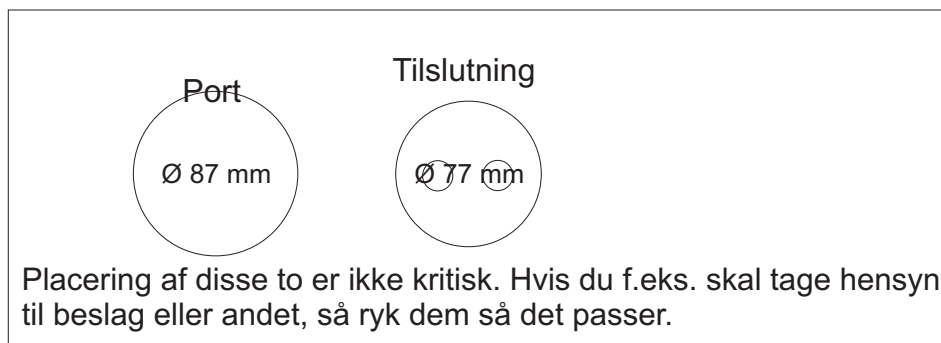 Port
Tilslutning
Ø 87 mm
Ø 77 mm
Placering af disse to er ikke kritisk. Hvis du f.eks. skal tage hensyn
til beslag eller andet, så ryk dem så det passer.